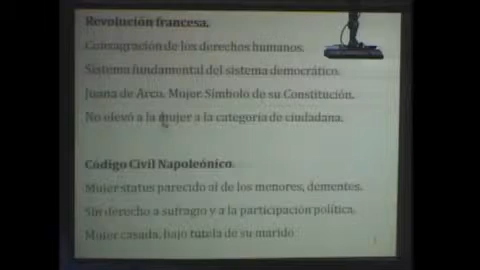 Revolución francesa.
Consagración de los derechos humanos.
Sistema fundamental del sistema democrático.
Juana de Arco. Mujer. Símbolo de su Constitución.
No elevó a la mujer a la categoría de ciudadana.
Código Civil Napoleónico.
Mujer status parecido al de los menores, dementes.
Sin derecho a sufragio y a la participación política.
Mujer casada, bajo tutela de su marido